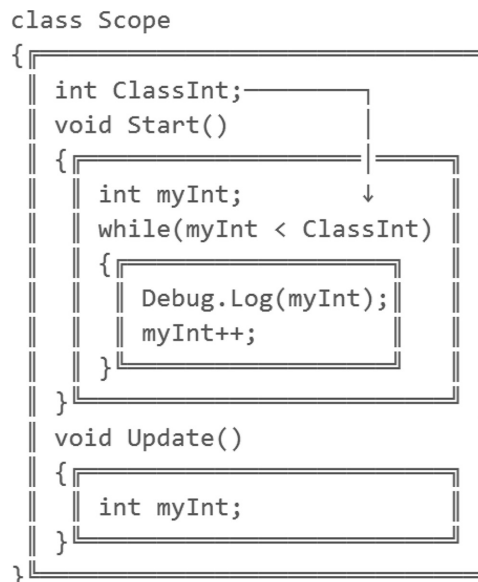 class Scope
{
int ClassInt;
void Start()
{
int myInt;
while(myInt < ClassInt)
{
Debug.Log(myInt);
myInt++;
}
}
void Update()
{
int myInt;
}
}